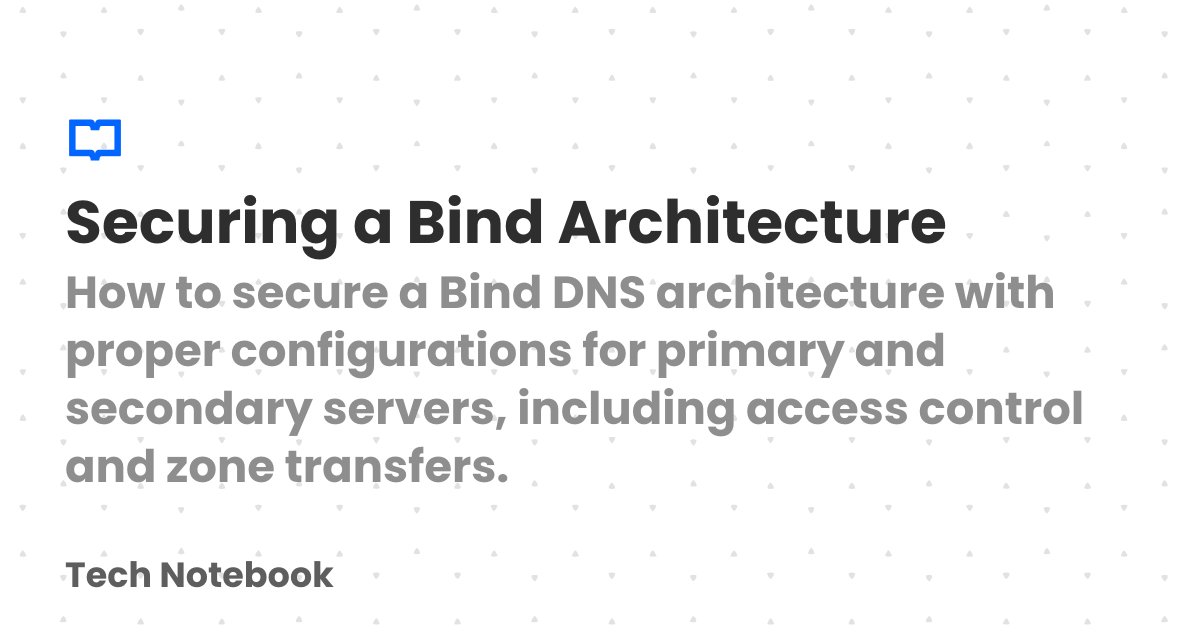 Securing a Bind Architecture
How to secure a Bind DNS architecture with
proper configurations for primary and
secondary servers, including access control
and zone transfers.
Tech Notebook